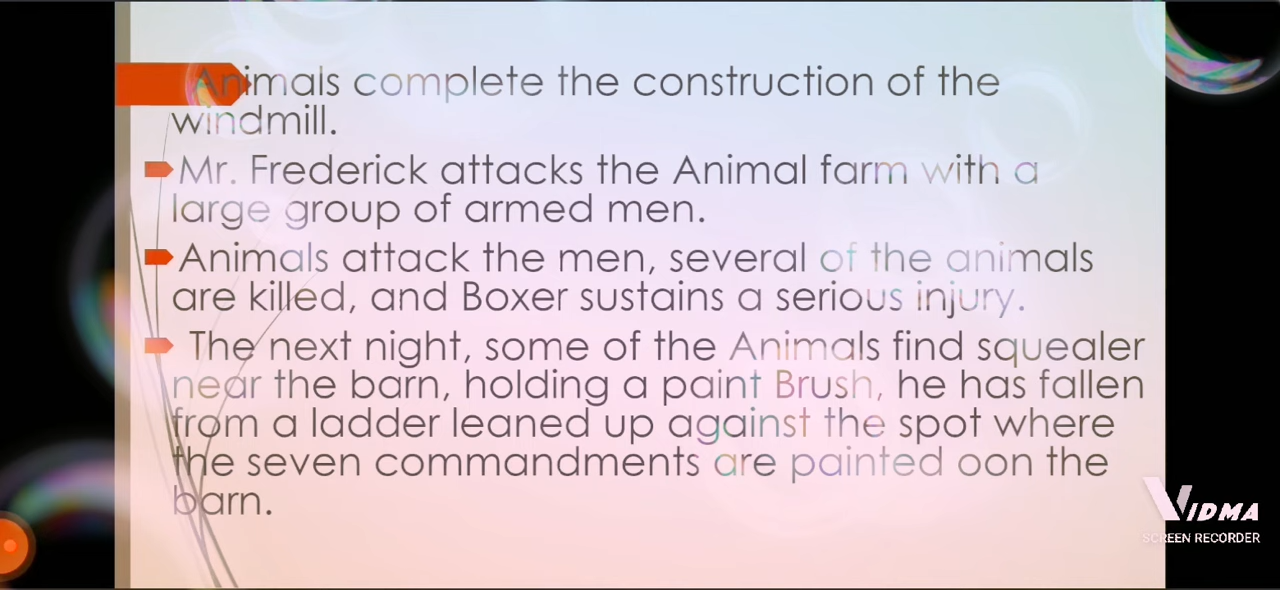 Animals complete the construction of the
windmill.
Mr. Frederick attacks the Animal farm with a
large group of armed men.
Animals attack the men, several of the animals
are killed, and Boxer sustains a serious injury.
The next night, some of the Animals find squealer
near the barn, holding a paint Brush, he has fallen
from a ladder leaned up against the spot where
the seven commandments are painted oon the
barn.
VIDMA
SCREEN RECORDER